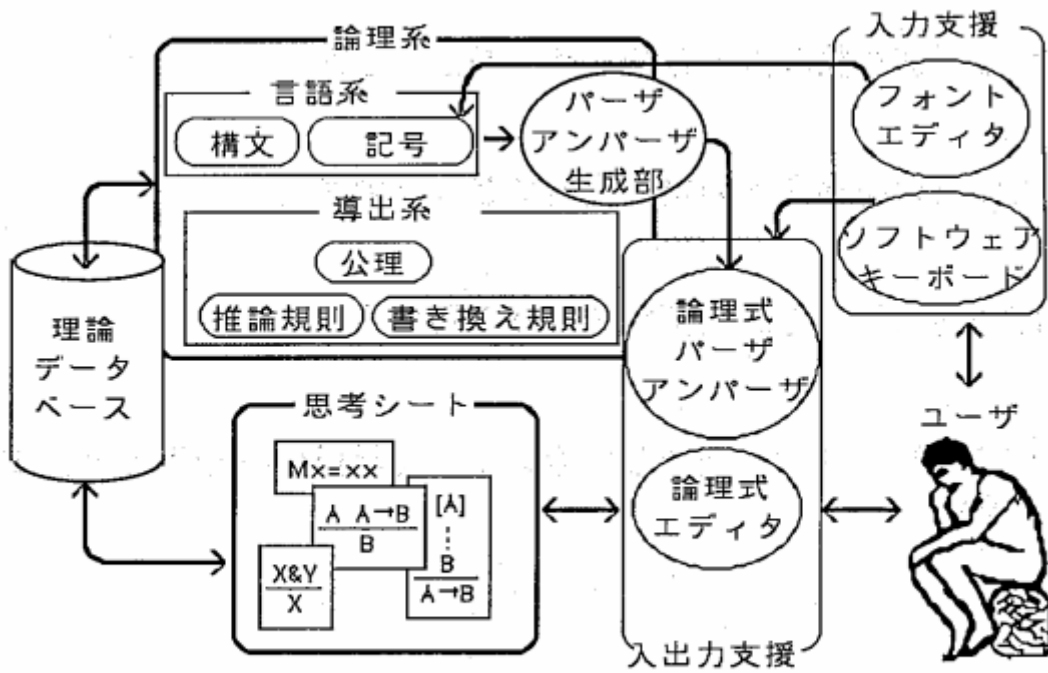 論理系
言語系
構文
記号
パーザ
アンパーザ
生成部
入力支援
フォント
エディタ
ソフトウェア
キーボード
導出系
公理
推論規則
書き換え規則
理論
データ
ベース
論理式
パーザ
アンパーザ
思考シート
Mx=xx
A A→B
B
[A]
B
A→B
X&Y
X
論理式
エディタ
入出力支援
ユーザ